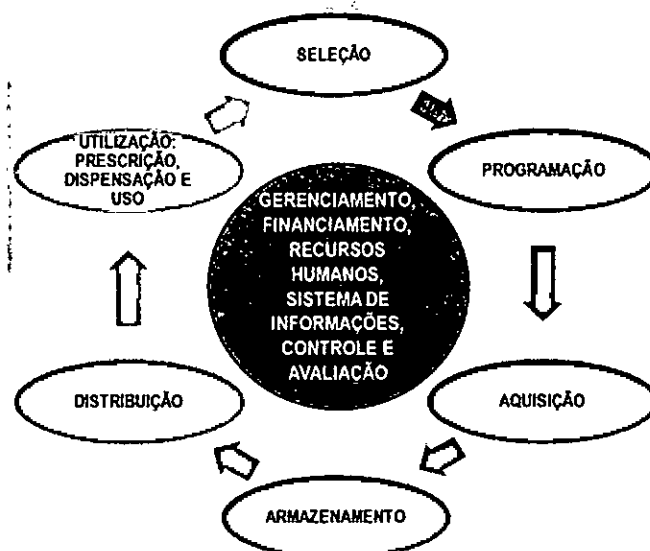 SELEÇÃO
UTILIZAÇÃO:
PRESCRIÇÃO,
DISPENSAÇÃO E
USO
PROGRAMAÇÃO
GERENCIAMENTO,
FINANCIAMENTO,
RECURSOS
HUMANOS,
SISTEMA DE
INFORMAÇÕES,
CONTROLE E
AVALIAÇÃO
DISTRIBUIÇÃO
AQUISIÇÃO
ARMAZENAMENTO